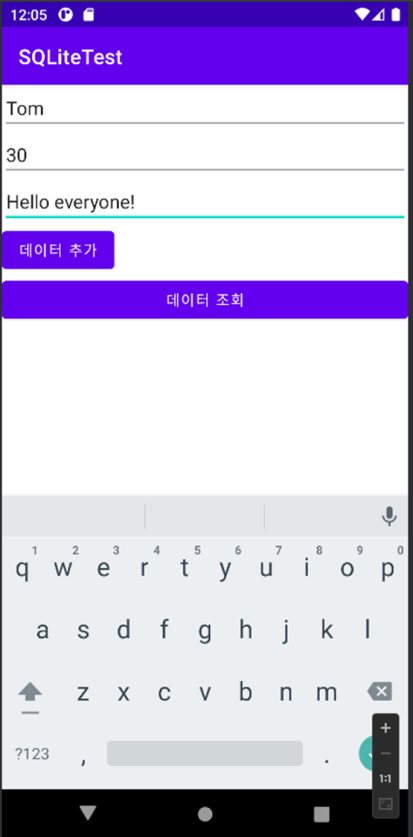 12:05
SQLiteTest
Tom
30
Hello everyone!
데이터 추가
데이터 조회
1 2 3 4 5 6 7 8 9 0
q w e r t y u i o p
a s d f g h j k l
z x c v b n m
?123 , .
1:1